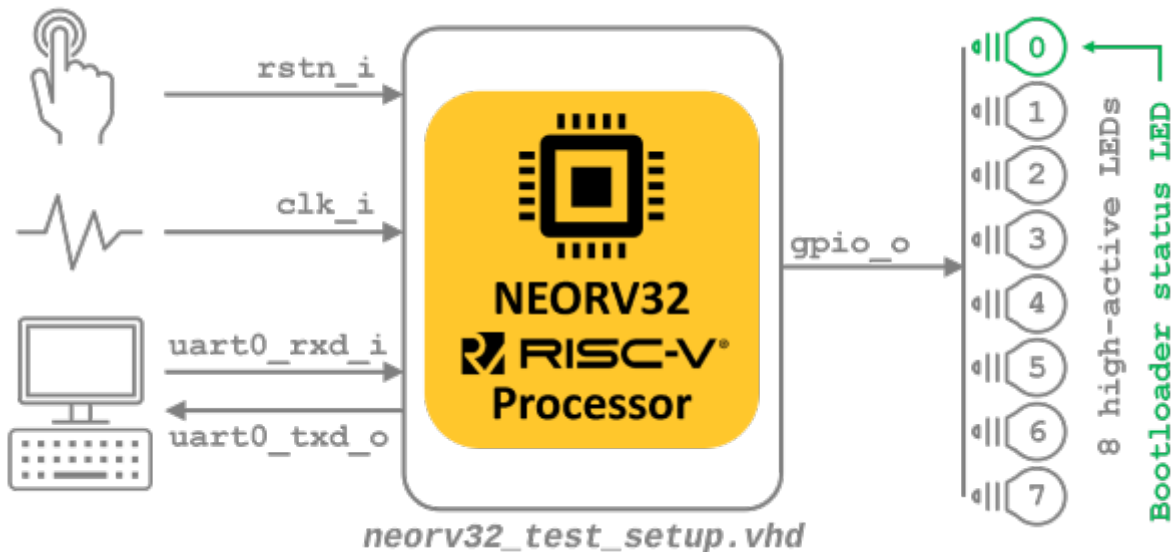 rstn_i
clk_i
uart0_rxd_i
uart0_txd_o
NEORV32
RV RISC-V®
Processor
gpio_o
0
1
2
3
4
5
6
7
8 high-active LEDs
Bootloader status LED
neorv32_test_setup.vhd